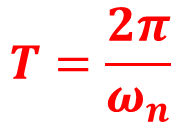 T = 2π / ωₙ